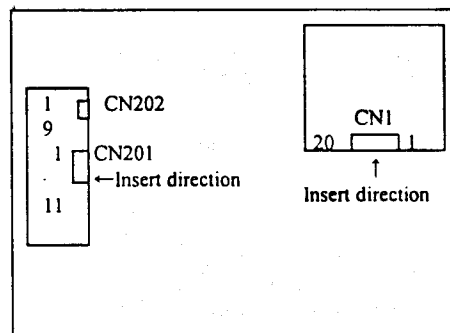 1 CN202
9
1 CN201
←Insert direction
11
CN1
20 1
↑
Insert direction